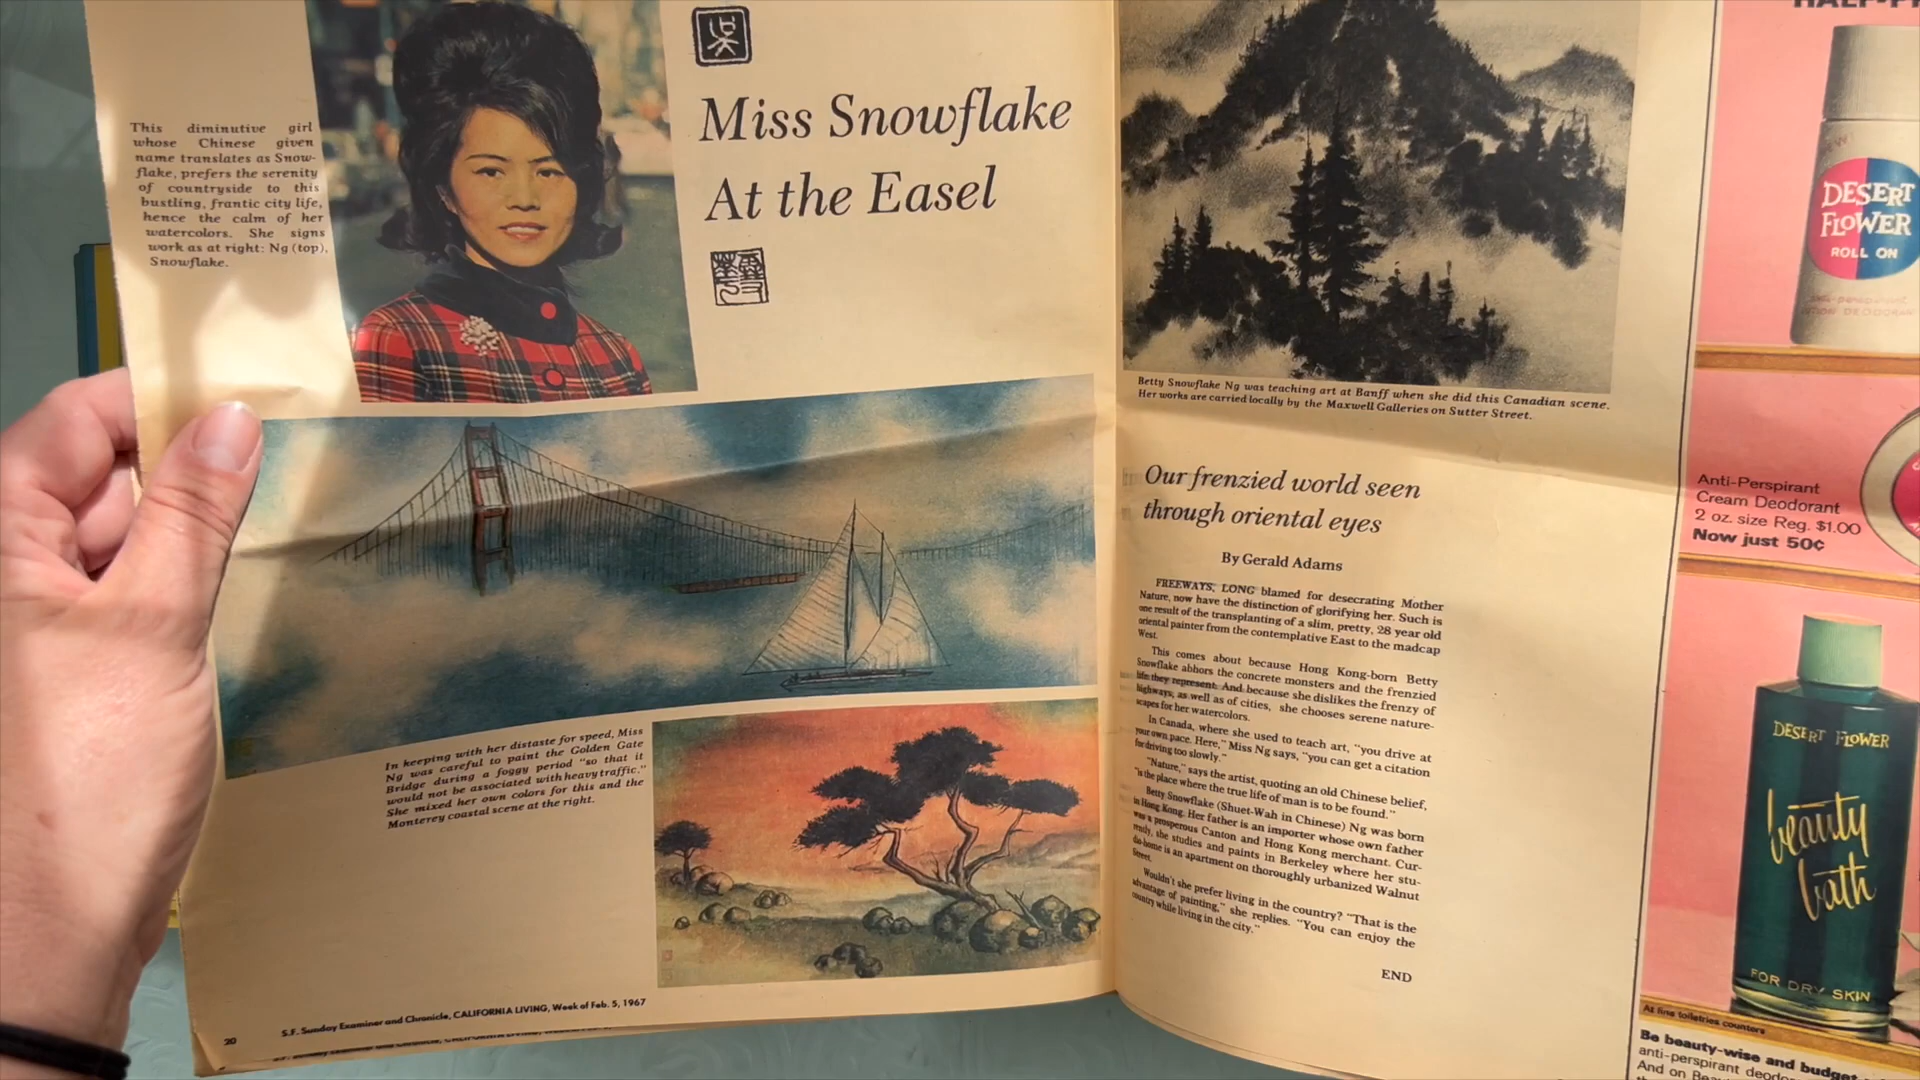 This diminutive girl
whose Chinese given
name translates as Snow-
flake, prefers the serenity
of countryside to this
bustling, frantic city life,
hence the calm of her
watercolors. She signs
work as at right: Ng (top),
Snowflake.
吳
Miss Snowflake
At the Easel
雪華
In keeping with her distaste for speed, Miss
Ng was careful to paint the Golden Gate
Bridge during a foggy period "so that it
would not be associated with heavy traffic."
She mixed her own colors for this and the
Monterey coastal scene at the right.
20
S.F. Sunday Examiner and Chronicle, CALIFORNIA LIVING, Week of Feb. 5, 1967
Betty Snowflake Ng was teaching art at Banff when she did this Canadian scene.
Her works are carried locally by the Maxwell Galleries on Sutter Street.
Our frenzied world seen
through oriental eyes
By Gerald Adams
FREEWAYS, LONG blamed for desecrating Mother
Nature, now have the distinction of glorifying her. Such is
one result of the transplanting of a slim, pretty, 28 year old
oriental painter from the contemplative East to the madcap
West.
This comes about because Hong Kong-born Betty
Snowflake abhors the concrete monsters and the frenzied
life they represent. And because she dislikes the frenzy of
highways, as well as of cities, she chooses serene nature-
scapes for her watercolors.
In Canada, where she used to teach art, "you drive at
your own pace. Here," Miss Ng says, "you can get a citation
for driving too slowly."
"Nature," says the artist, quoting an old Chinese belief,
"is the place where the true life of man is to be found."
Betty Snowflake (Shuet-Wah in Chinese) Ng was born
in Hong Kong. Her father is an importer whose own father
was a prosperous Canton and Hong Kong merchant. Cur-
rently, she studies and paints in Berkeley where her stu-
dio-home is an apartment on thoroughly urbanized Walnut
Street.
Wouldn't she prefer living in the country? "That is the
advantage of painting," she replies. "You can enjoy the
country while living in the city."
END
DESERT
FLOWER
ROLL ON
anti-perspirant
LOTION DEODORANT
Anti-Perspirant
Cream Deodorant
2 oz. size Reg. $1.00
Now just 50¢
DESERT FLOWER
beauty
bath
FOR DRY SKIN
At fine toiletries counters
Be beauty-wise and budget
anti-perspirant
And on